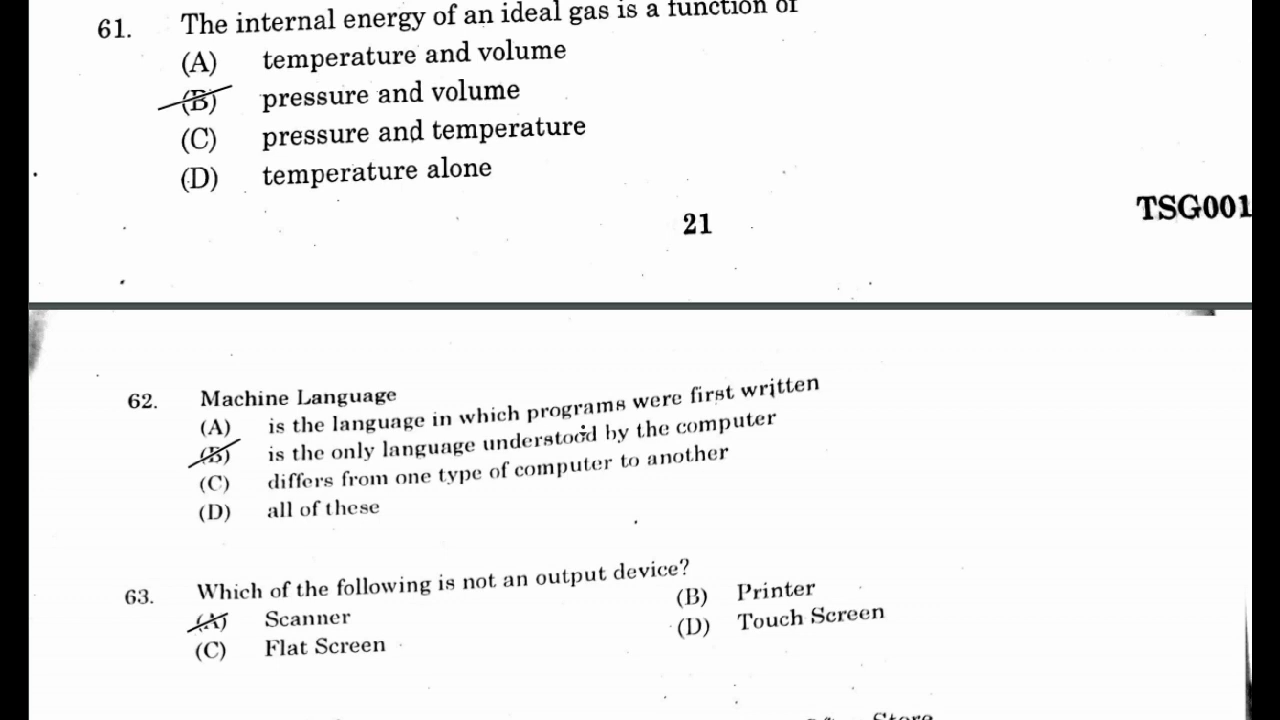 61. The internal energy of an ideal gas is a function of
(A) temperature and volume
(B) pressure and volume
(C) pressure and temperature
(D) temperature alone
21
TSG001
62. Machine Language
(A) is the language in which programs were first written
(B) is the only language understood by the computer
(C) differs from one type of computer to another
(D) all of these
63. Which of the following is not an output device?
(A) Scanner (B) Printer
(C) Flat Screen (D) Touch Screen
Store